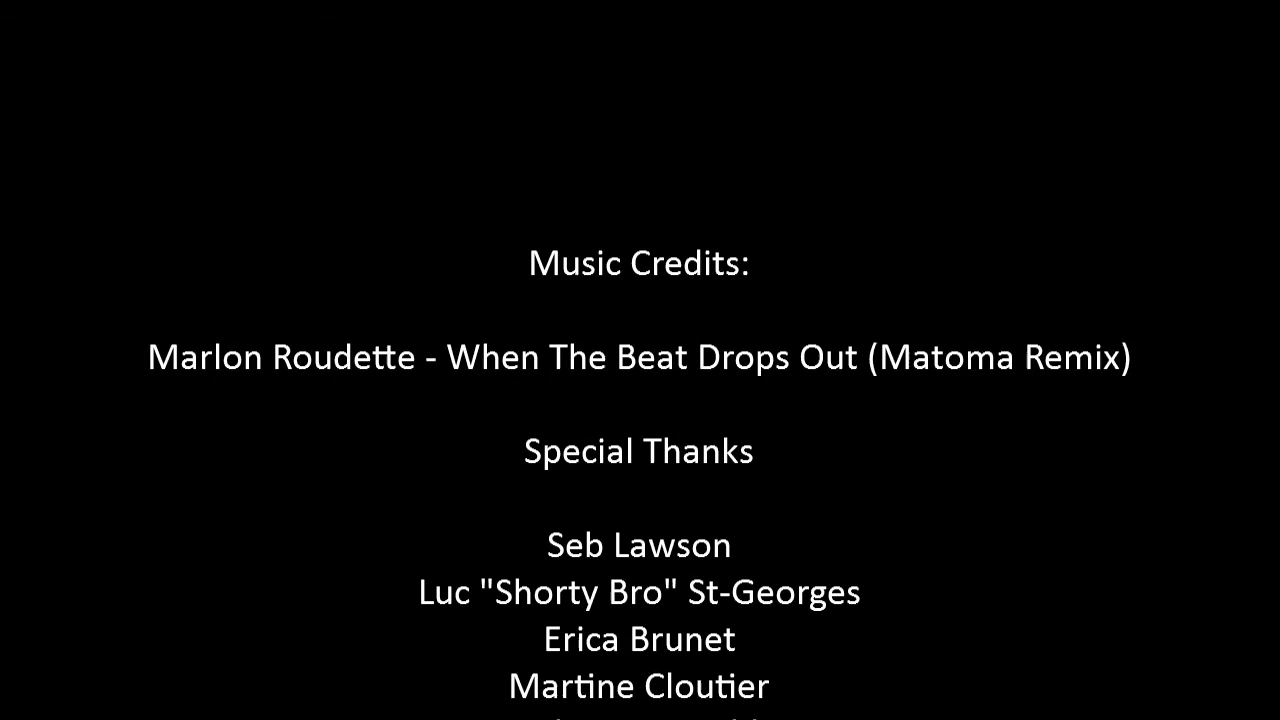 Music Credits:
Marlon Roudette - When The Beat Drops Out (Matoma Remix)
Special Thanks
Seb Lawson
Luc "Shorty Bro" St-Georges
Erica Brunet
Martine Cloutier